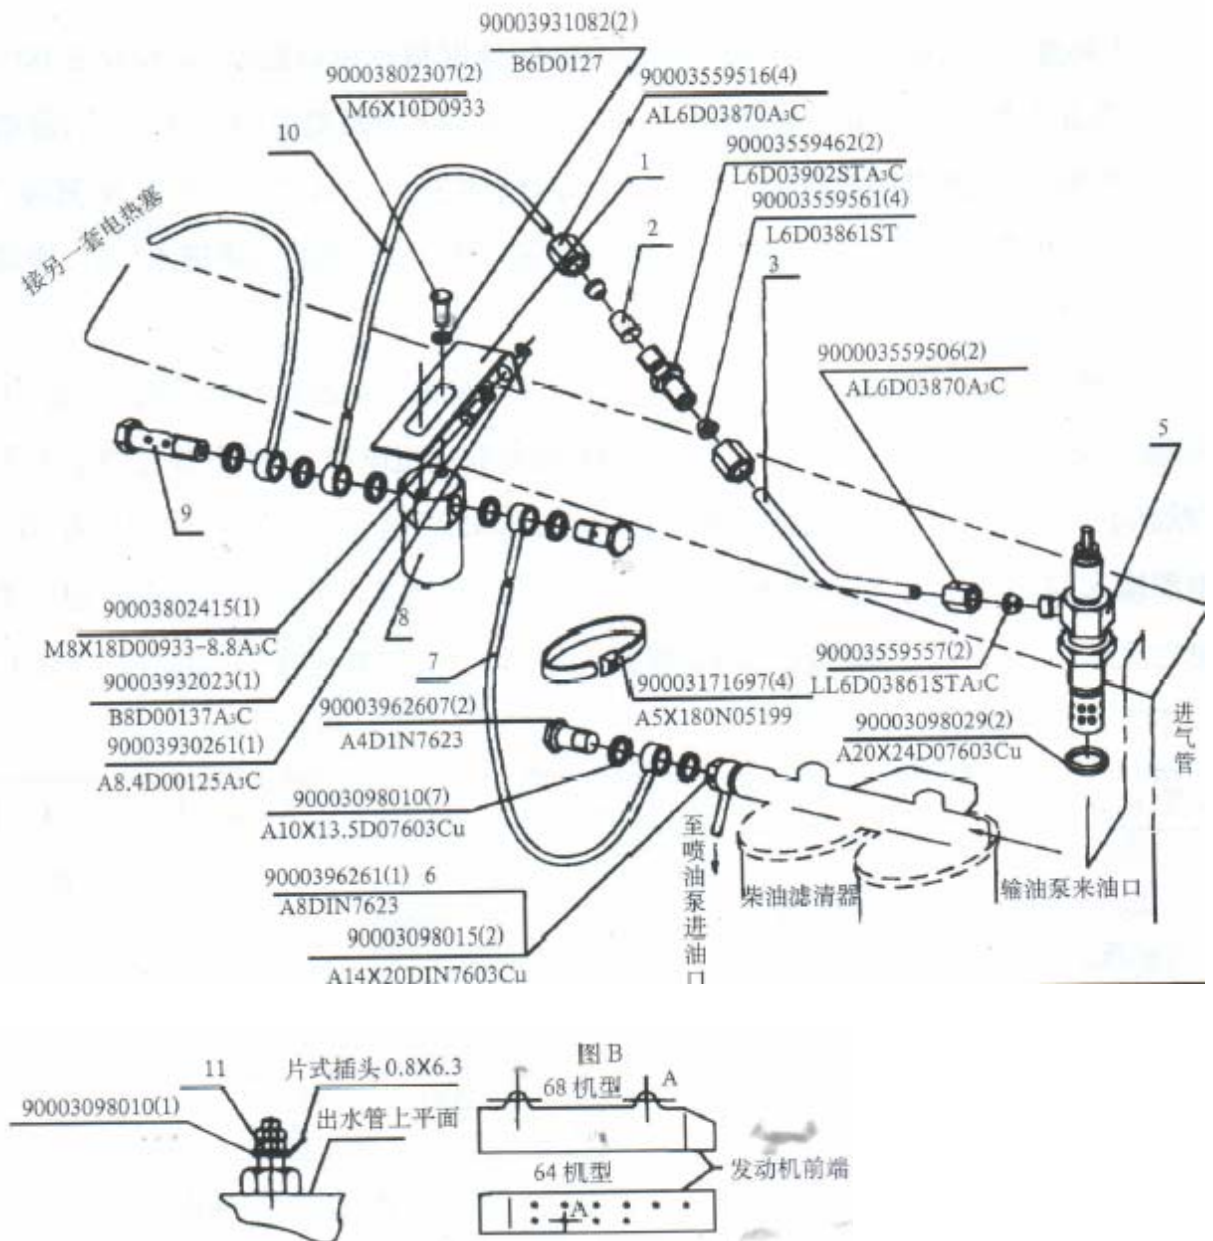 90003931082(2)
B6D0127
90003802307(2)
M6X10D0933
90003559516(4)
AL6D03870A3C
10
1
90003559462(2)
L6D03902STA3C
90003559561(4)
L6D03861ST
2
3
接另一套电热塞
900003559506(2)
AL6D03870A3C
5
9
8
90003802415(1)
M8X18D00933-8.8A3C
7
90003932023(1)
B8D00137A3C
90003930261(1)
A8.4D00125A3C
90003962607(2)
A4D1N7623
90003171697(4)
A5X180N05199
90003559557(2)
LL6D03861STA3C
90003098029(2)
A20X24D07603Cu
进气管
90003098010(7)
A10X13.5D07603Cu
9000396261(1) 6
A8DIN7623
90003098015(2)
A14X20DIN7603Cu
至喷油泵进油口
柴油滤清器
输油泵来油口
11
片式插头0.8X6.3
90003098010(1)
出水管上平面
图B
68机型
A
64机型
发动机前端
A